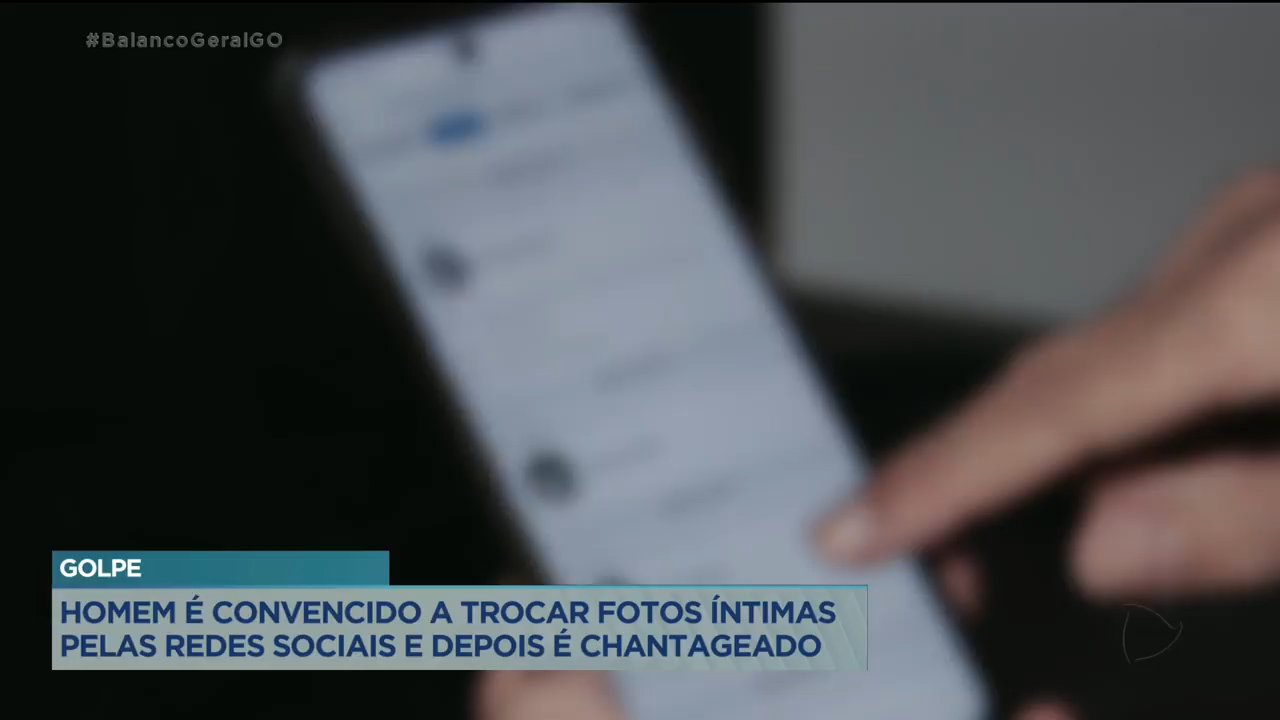 #BalancoGeralGO
GOLPE
HOMEM É CONVENCIDO A TROCAR FOTOS ÍNTIMAS
PELAS REDES SOCIAIS E DEPOIS É CHANTAGEADO